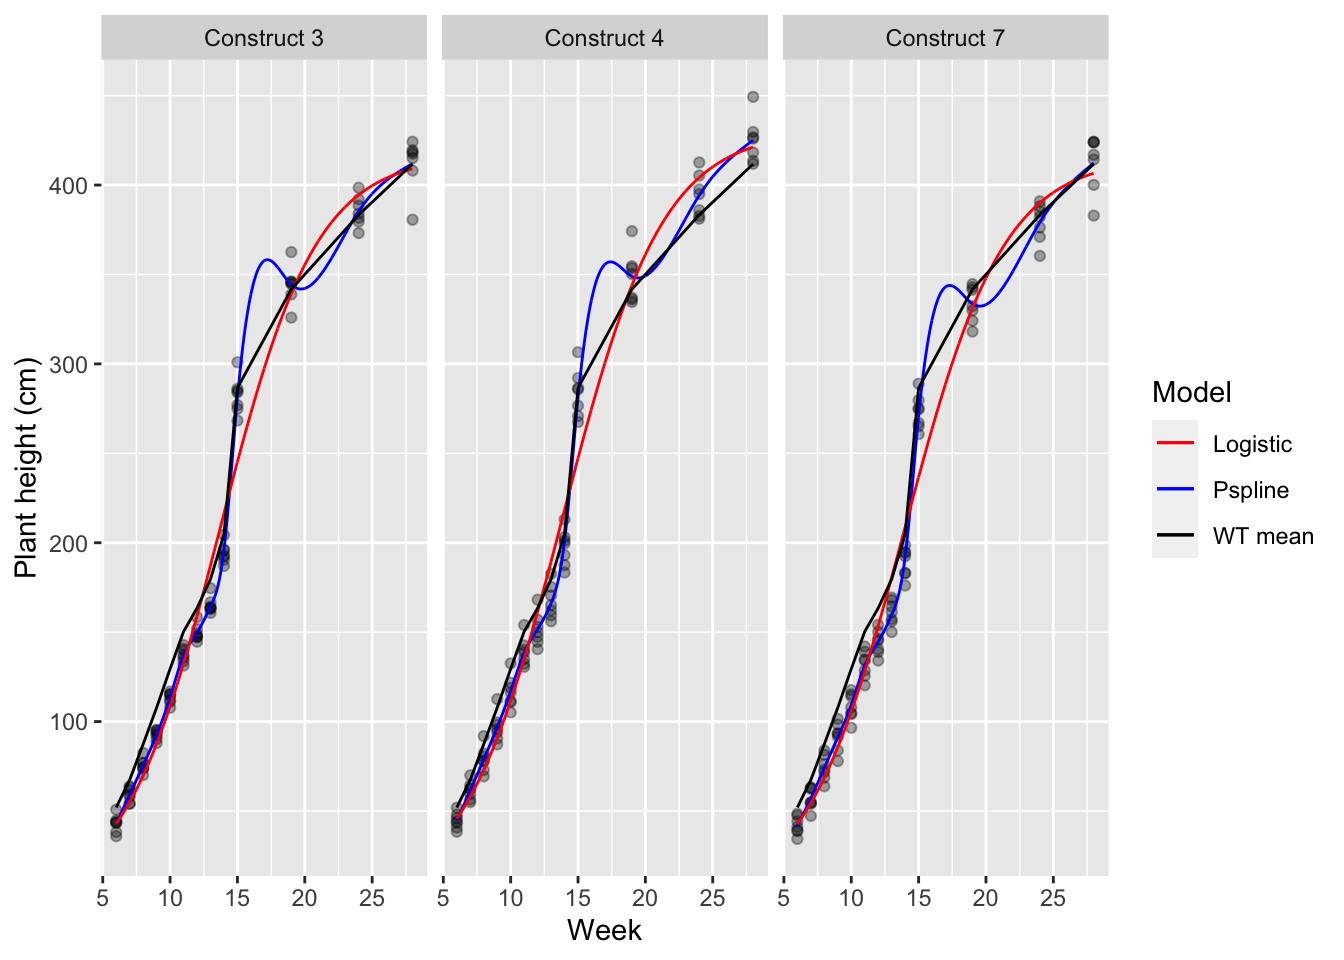 Construct 3 Construct 4 Construct 7
Plant height (cm)
400
300
200
100
5 10 15 20 25 5 10 15 20 25 5 10 15 20 25
Week
Model
Logistic
Pspline
WT mean